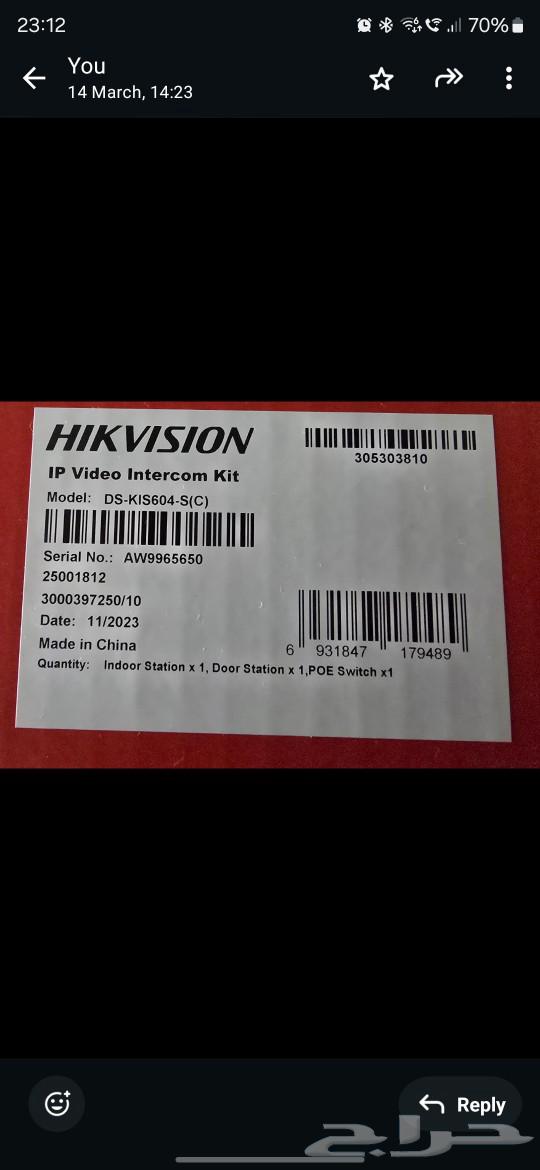 23:12
70%
You
14 March, 14:23
HIKVISION
305303810
IP Video Intercom Kit
Model: DS-KIS604-S(C)
Serial No.: AW9965650
25001812
3000397250/10
Date: 11/2023
Made in China
6 931847 179489
Quantity: Indoor Station x 1, Door Station x 1,POE Switch x1
Reply
حراج